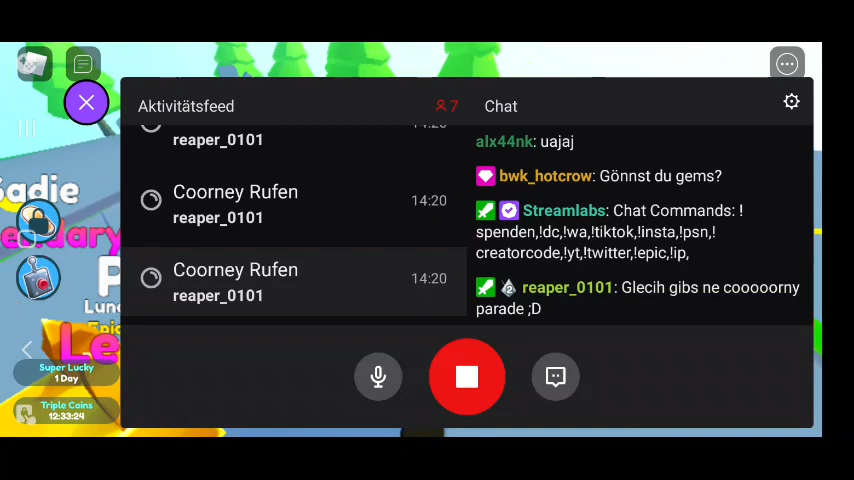 Aktivitätsfeed
7
Chat
reaper_0101
alx44nk: uajaj
bwk_hotcrow: Gönnst du gems?
Coorney Rufen
14:20
reaper_0101
Streamlabs: Chat Commands: !
spenden,!dc,!wa,!tiktok,!insta,!psn,!
creatorcode,!yt,!twitter,!epic,!ip,
Coorney Rufen
14:20
reaper_0101
reaper_0101: Glecih gibs ne cooooorny
parade ;D
Sadie
Super Lucky
1 Day
Triple Coins
12:33:24